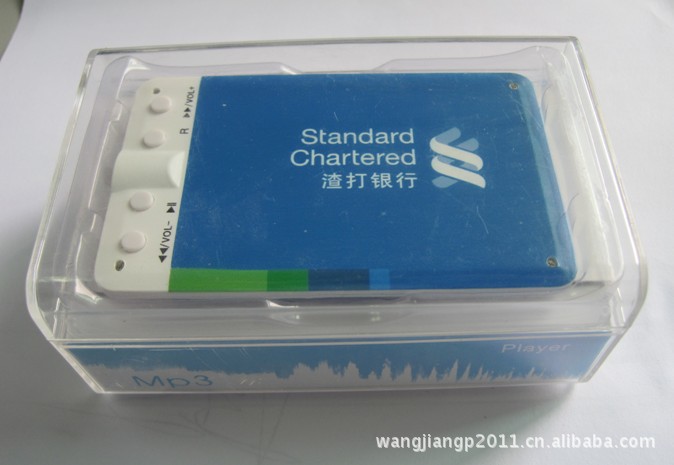 ▶▶/VOL+
R
▶II
◀◀/VOL-
Standard
Chartered
渣打银行
Mp3
Player
wangjiangp2011.cn.alibaba.com